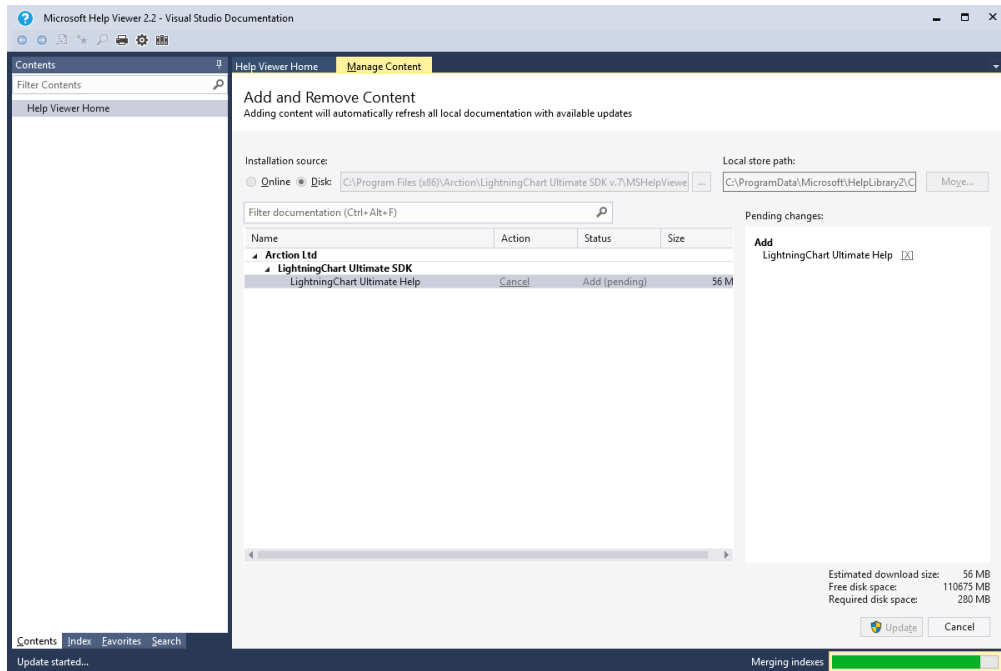 Microsoft Help Viewer 2.2 - Visual Studio Documentation
Contents
Help Viewer Home
Manage Content
Filter Contents
Help Viewer Home
Add and Remove Content
Adding content will automatically refresh all local documentation with available updates
Installation source:
Local store path:
Online
Disk:
C:\Program Files (x86)\Arction\LightningChart Ultimate SDK v.7\MSHelpViewe
...
C:\ProgramData\Microsoft\HelpLibrary2\C
Move...
Filter documentation (Ctrl+Alt+F)
Pending changes:
Name Action Status Size
Arction Ltd
LightningChart Ultimate SDK
LightningChart Ultimate Help Cancel Add (pending) 56 M
Add
LightningChart Ultimate Help [X]
Estimated download size: 56 MB
Free disk space: 110675 MB
Required disk space: 280 MB
Update
Cancel
Contents Index Favorites Search
Update started...
Merging indexes